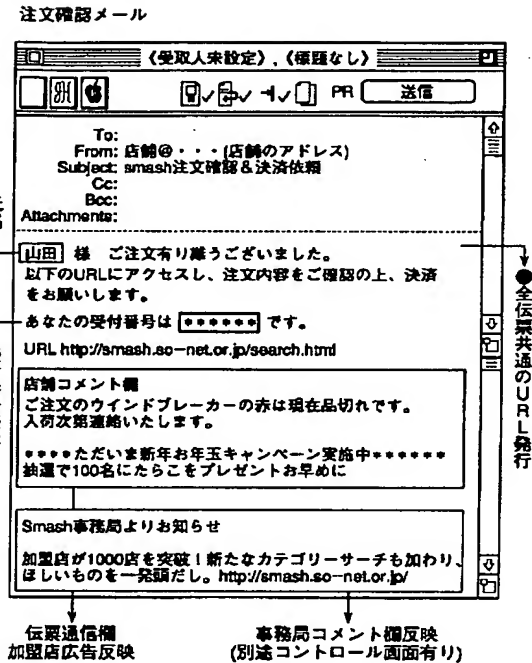 注文確認メール
《受取人未設定》,《標題なし》
PR 送信
To:
From: 店舗@・・・(店舗のアドレス)
Subject: smash注文確認&決済依頼
Cc:
Bcc:
Attachments:
山田 様 ご注文有り難うございました。
以下のURLにアクセスし、注文内容をご確認の上、決済
をお願いします。
あなたの受付番号は ****** です。
URL http://smash.so-net.or.jp/search.html
店舗コメント欄
ご注文のウインドブレーカーの赤は現在品切れです。
入荷次第連絡いたします。
****ただいま新年お年玉キャンペーン実施中******
抽選で100名にたらこをプレゼントお早めに
Smash事務局よりお知らせ
加盟店が1000店を突破!新たなカテゴリーサーチも加わり、
ほしいものを一発頭だし。http://smash.so-net.or.jp/
●全伝票共通のURL発行
伝票通信欄
加盟店広告反映
事務局コメント欄反映
(別途コントロール画面有り)